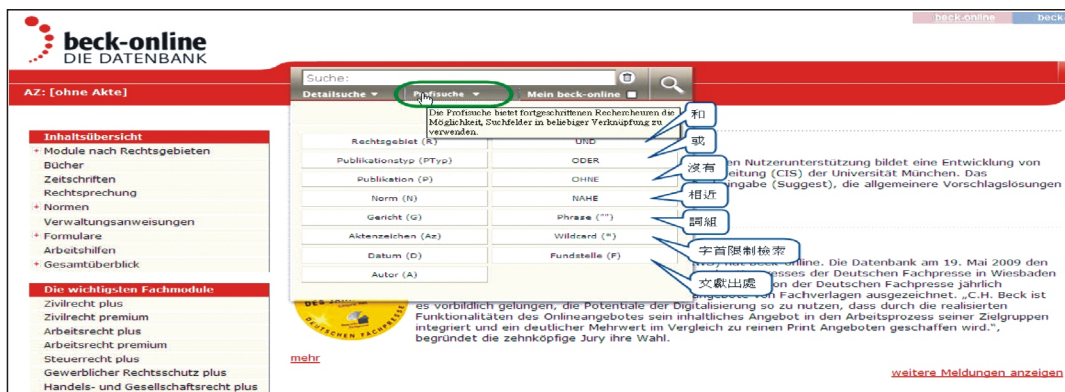 beck-online beck
beck-online
DIE DATENBANK
AZ: [ohne Akte]
Suche:
Detailsuche Profisuche Mein beck-online
Die Profisuche bietet fortgeschrittenen Rechercheuren die
Möglichkeit, Suchfelder in beliebiger Verknüpfung zu
verwenden.
Rechtsgebiet (R) UND
Publikationstyp (PTyp) ODER
Publikation (P) OHNE
Norm (N) NAHE
Gericht (G) Phrase ("")
Aktenzeichen (Az) Wildcard (*)
Datum (D) Fundstelle (F)
Autor (A)
和
或
沒有
相近
詞組
字首限制檢索
文獻出處
Inhaltsübersicht
+ Module nach Rechtsgebieten
Bücher
Zeitschriften
Rechtsprechung
+ Normen
Verwaltungsanweisungen
+ Formulare
Arbeitshilfen
+ Gesamtüberblick
Die wichtigsten Fachmodule
Zivilrecht plus
Zivilrecht premium
Arbeitsrecht plus
Arbeitsrecht premium
Steuerrecht plus
Gewerblicher Rechtsschutz plus
Handels- und Gesellschaftsrecht plus
en Nutzerunterstützung bildet eine Entwicklung von
eitung (CIS) der Universität München. Das
ingabe (Suggest), die allgemeinere Vorschlagslösungen
online. Die Datenbank am 19. Mai 2009 den
esses der Deutschen Fachpresse in Wiesbaden
on der Deutschen Fachpresse jährlich
von Fachverlagen ausgezeichnet. „C.H. Beck ist
es vorbildlich gelungen, die Potentiale der Digitalisierung so zu nutzen, dass durch die realisierten
Funktionalitäten des Onlineangebotes sein inhaltliches Angebot in den Arbeitsprozess seiner Zielgruppen
integriert und ein deutlicher Mehrwert im Vergleich zu reinen Print Angeboten geschaffen wird.",
begründet die zehnköpfige Jury ihre Wahl.
DEUTSCHEN FACHPRESSE
mehr
weitere Meldungen anzeigen